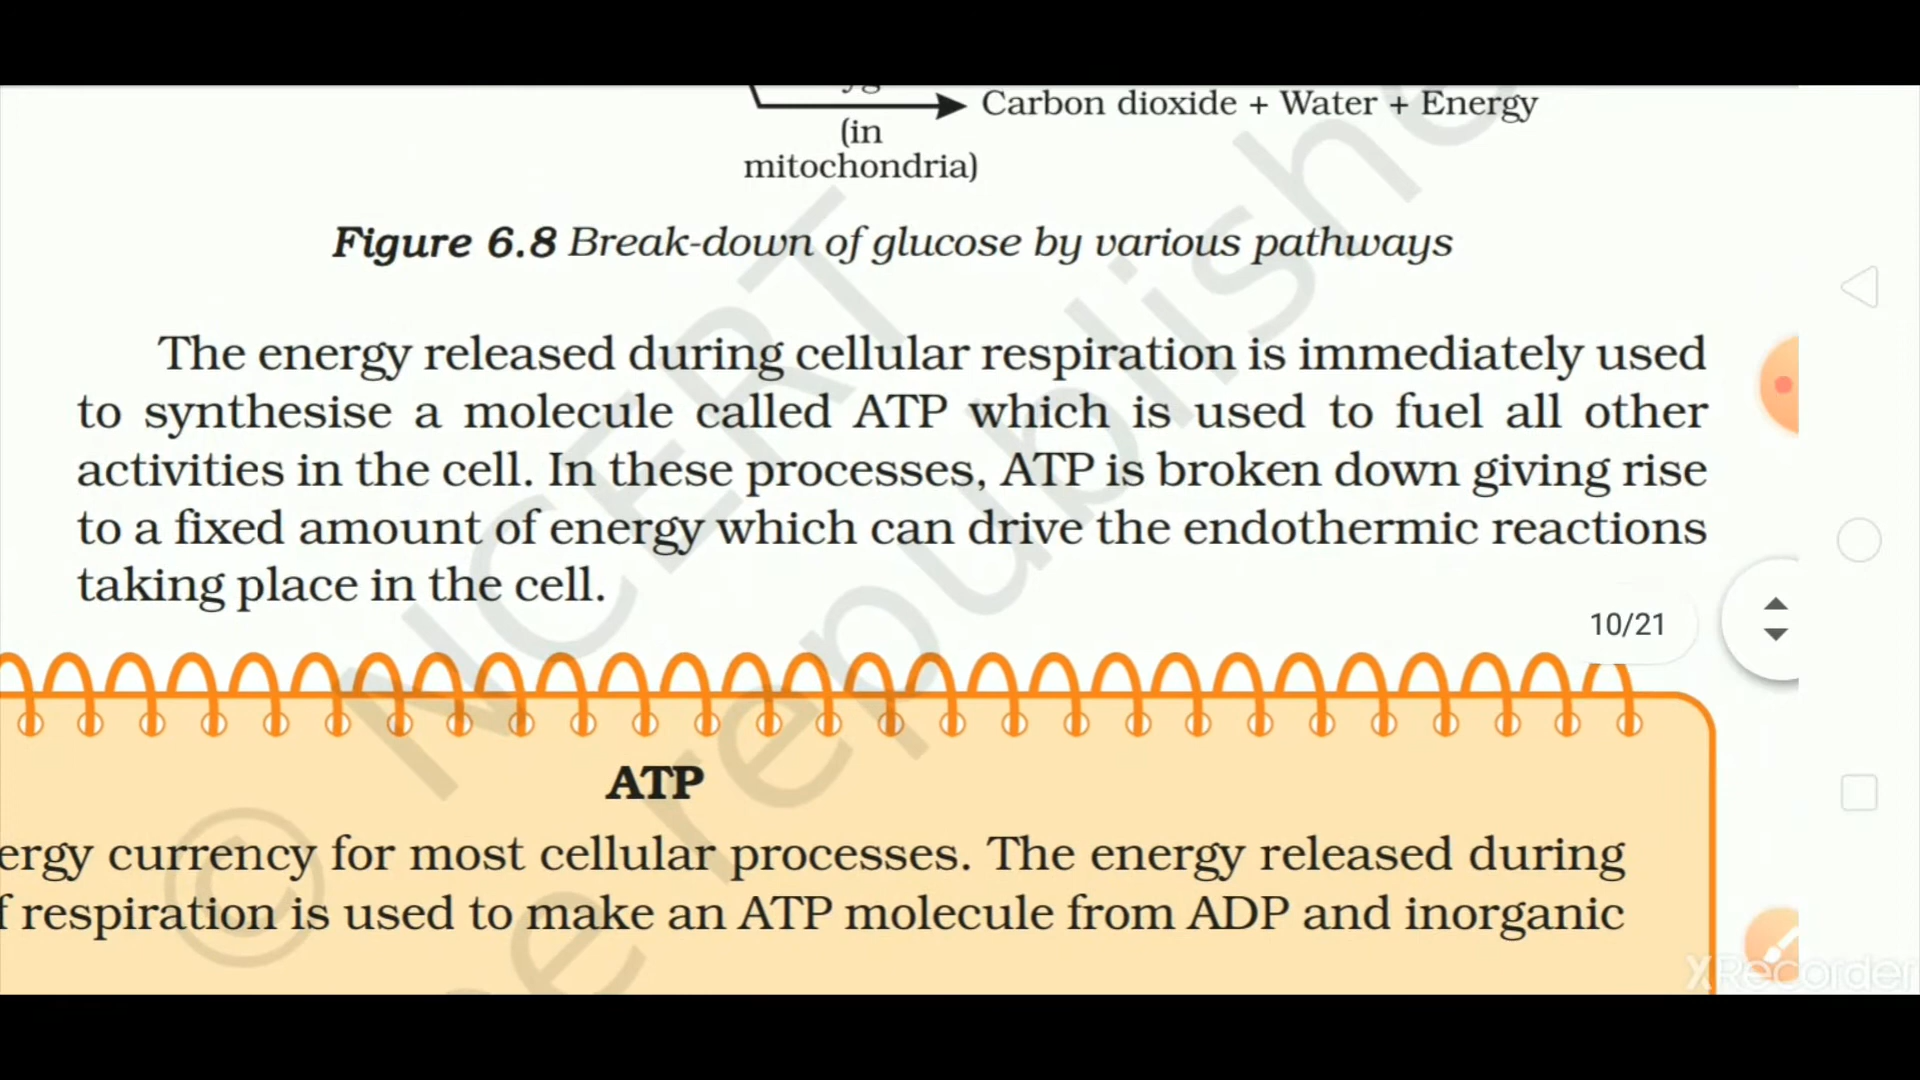 Carbon dioxide + Water + Energy
(in
mitochondria)
Figure 6.8 Break-down of glucose by various pathways
The energy released during cellular respiration is immediately used
to synthesise a molecule called ATP which is used to fuel all other
activities in the cell. In these processes, ATP is broken down giving rise
to a fixed amount of energy which can drive the endothermic reactions
taking place in the cell.
10/21
ATP
ergy currency for most cellular processes. The energy released during
f respiration is used to make an ATP molecule from ADP and inorganic
© NCERT
republishe
XRecorder